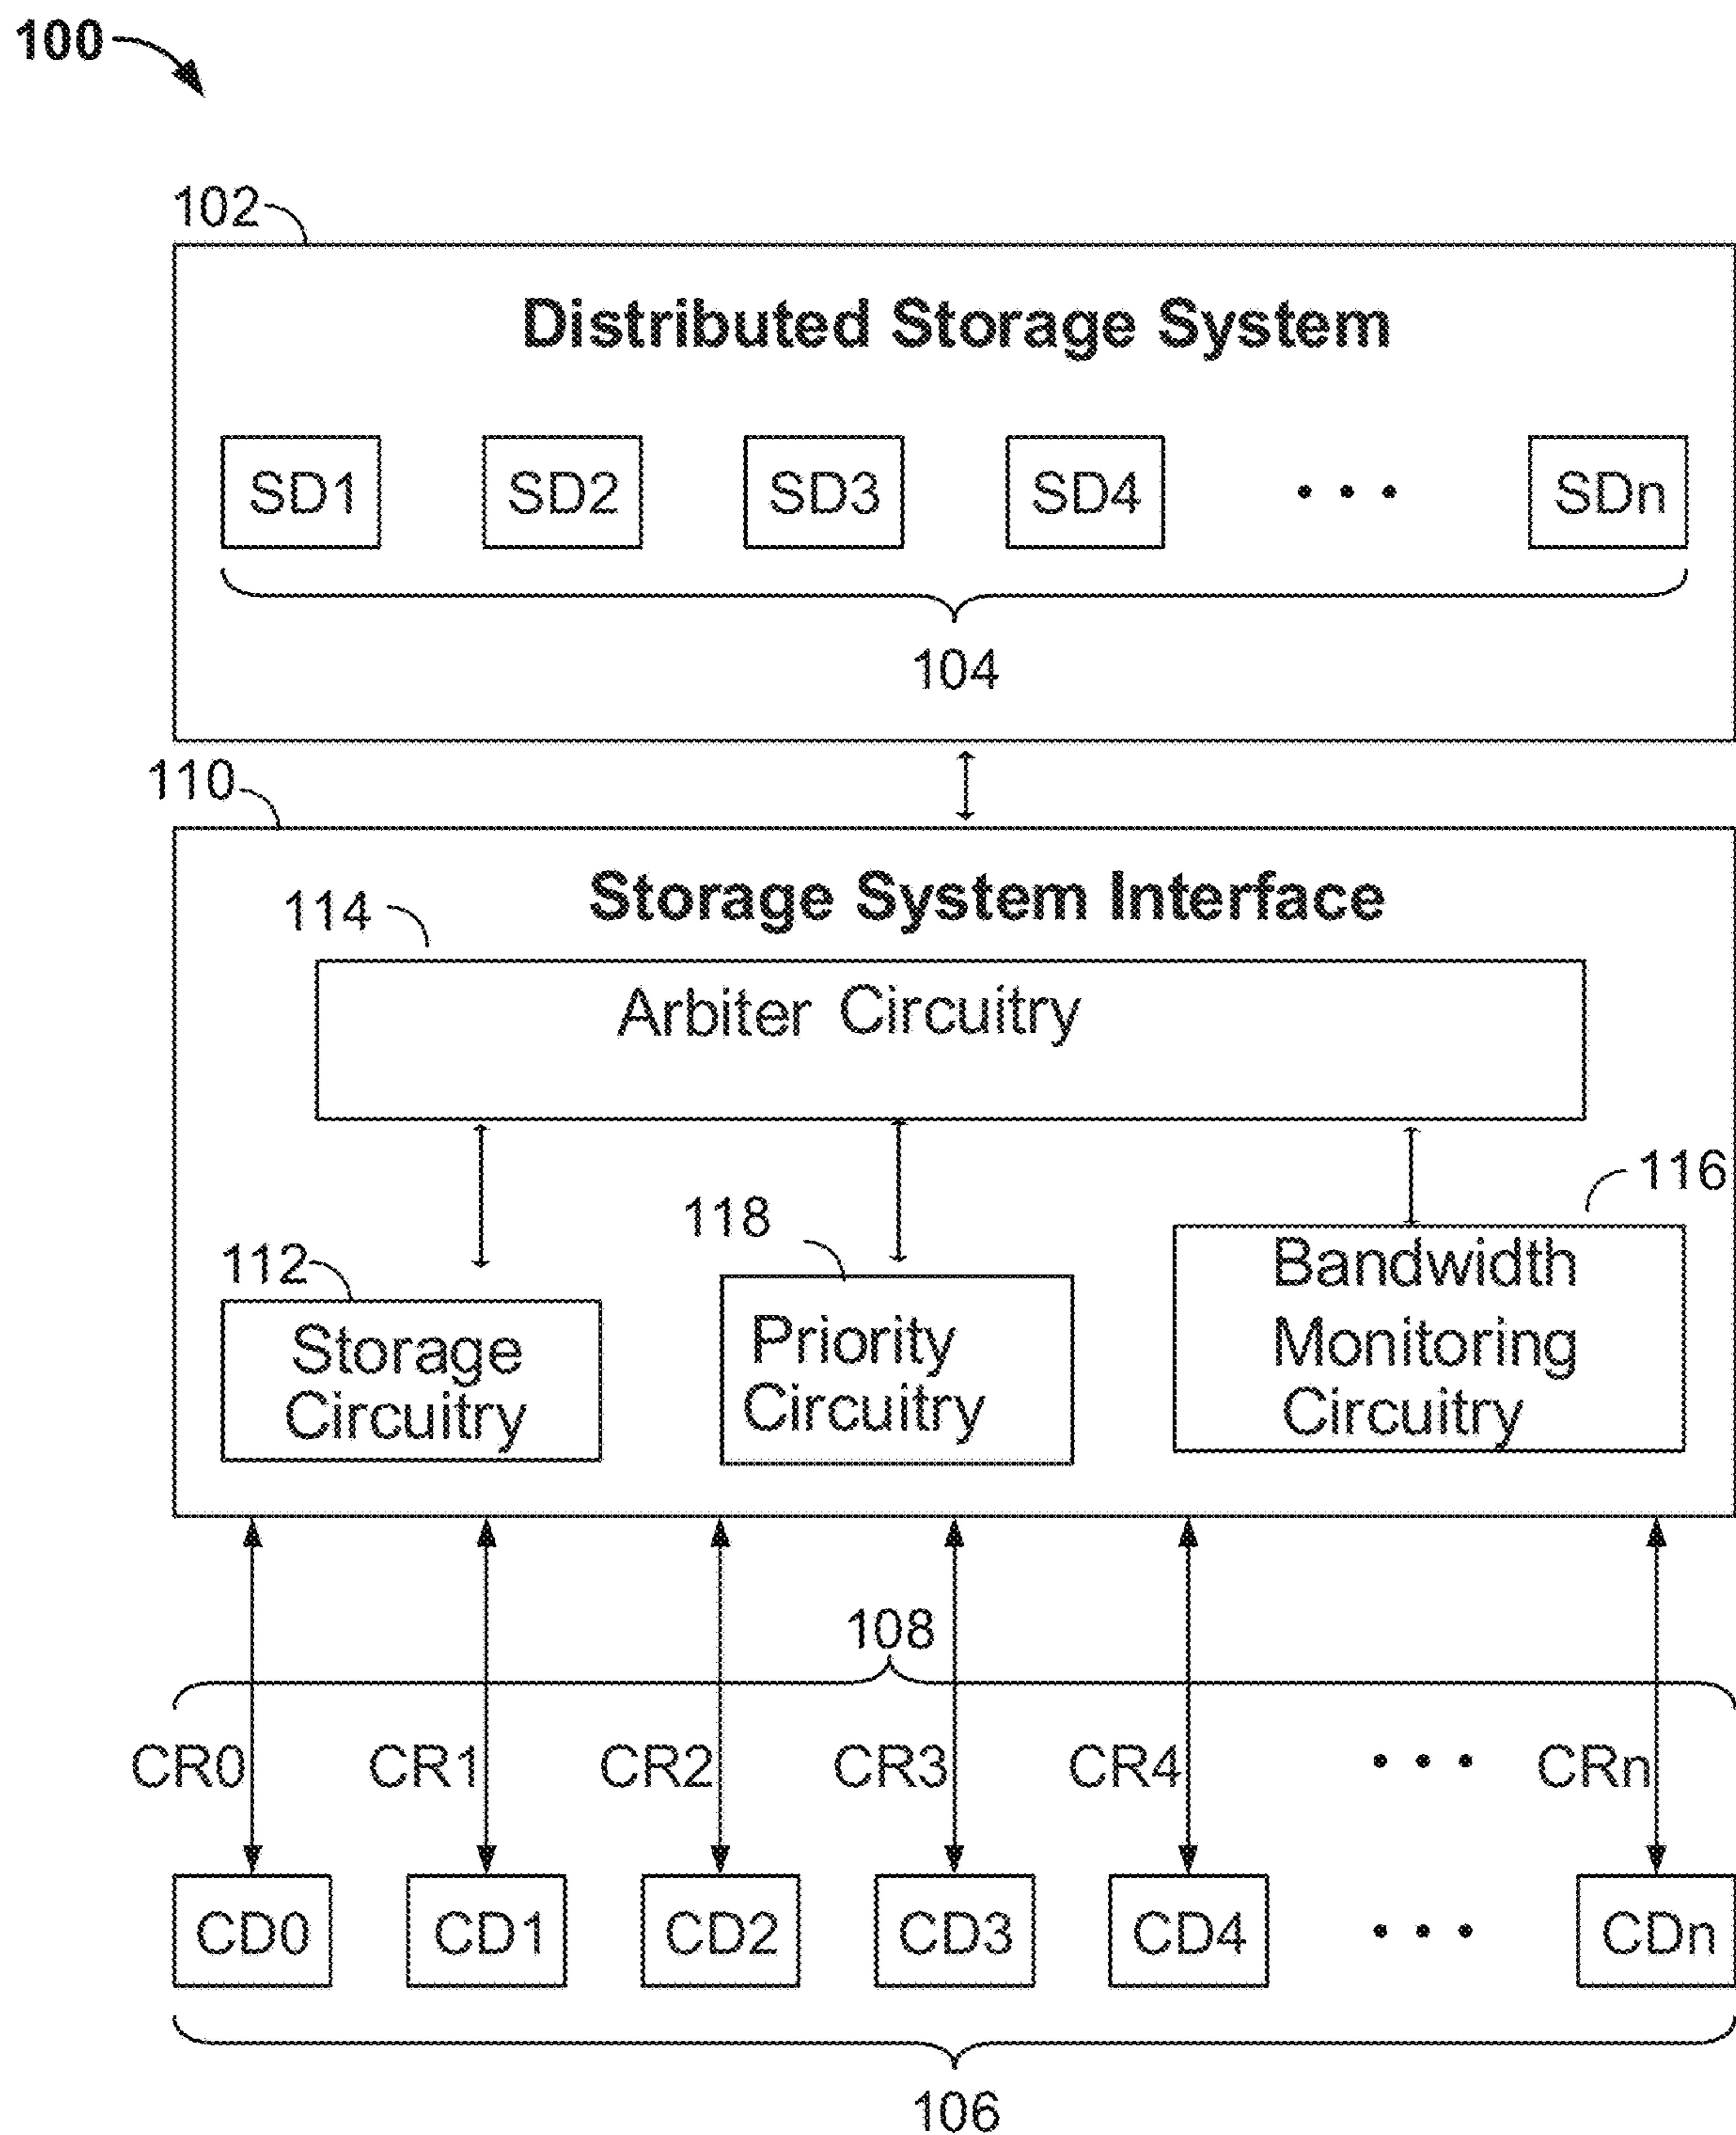 100
102
Distributed Storage System
SD1 SD2 SD3 SD4 • • • SDn
104
110
Storage System Interface
114
Arbiter Circuitry
116
118
112
Bandwidth
Monitoring
Circuitry
Priority
Circuitry
Storage
Circuitry
108
CR0 CR1 CR2 CR3 CR4 • • • CRn
CD0 CD1 CD2 CD3 CD4 • • • CDn
106